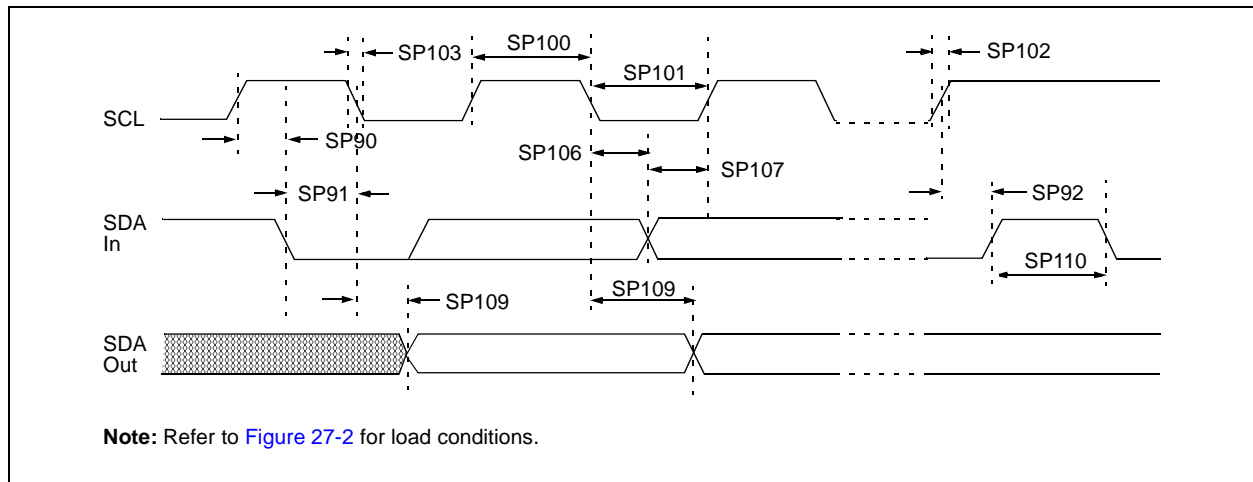 SP103
SP100
SP101
SP102
SCL
SP90
SP106
SP107
SP91
SP92
SDA
In
SP110
SP109
SP109
SDA
Out
Note: Refer to Figure 27-2 for load conditions.